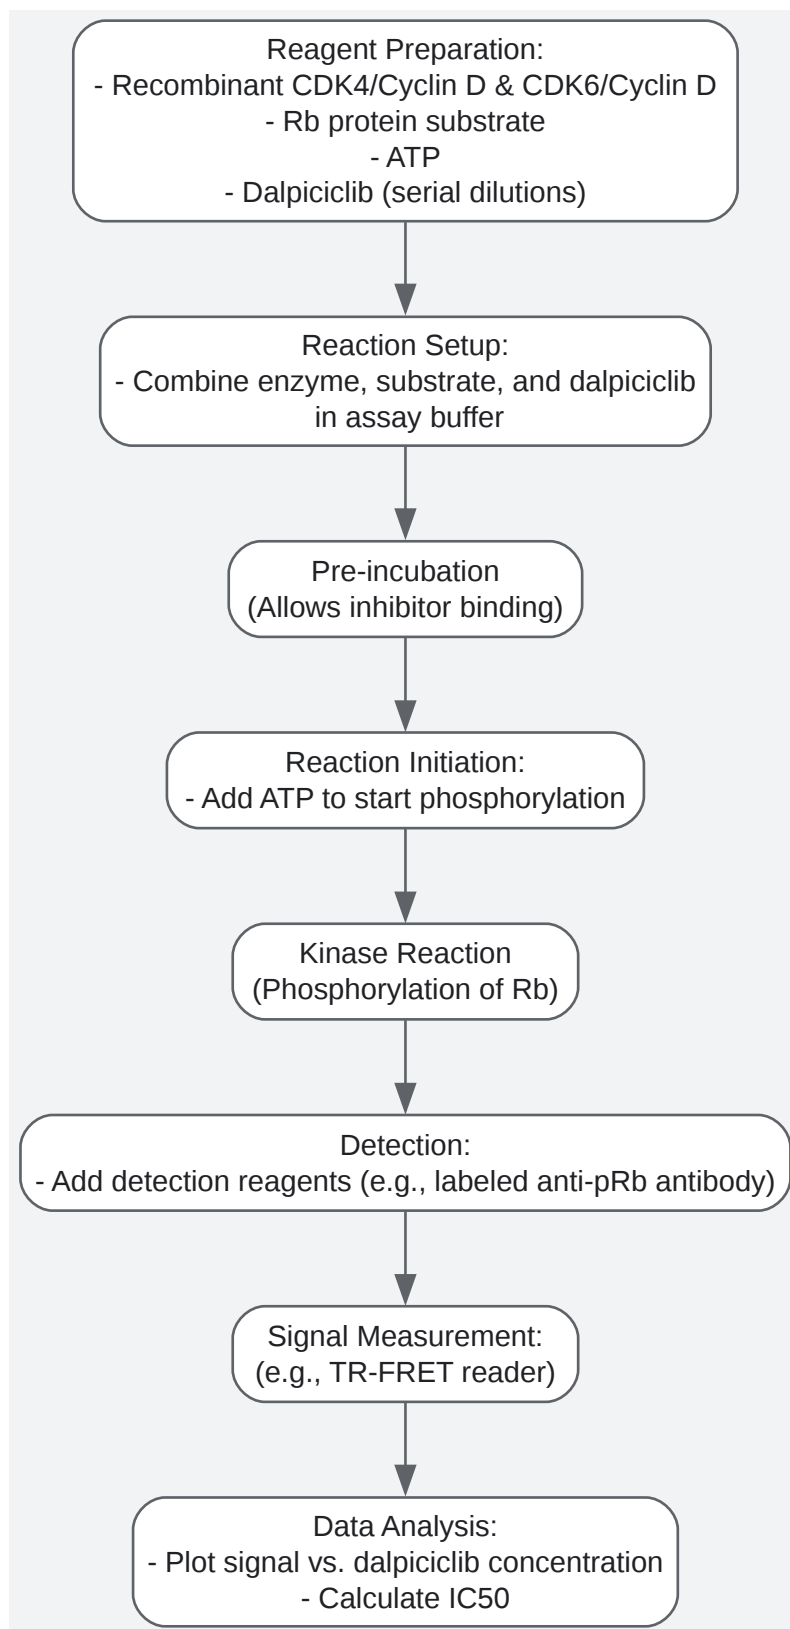 Reagent Preparation:
- Recombinant CDK4/Cyclin D & CDK6/Cyclin D
- Rb protein substrate
- ATP
- Dalpiciclib (serial dilutions)
Reaction Setup:
- Combine enzyme, substrate, and dalpiciclib
in assay buffer
Pre-incubation
(Allows inhibitor binding)
Reaction Initiation:
- Add ATP to start phosphorylation
Kinase Reaction
(Phosphorylation of Rb)
Detection:
- Add detection reagents (e.g., labeled anti-pRb antibody)
Signal Measurement:
(e.g., TR-FRET reader)
Data Analysis:
- Plot signal vs. dalpiciclib concentration
- Calculate IC50